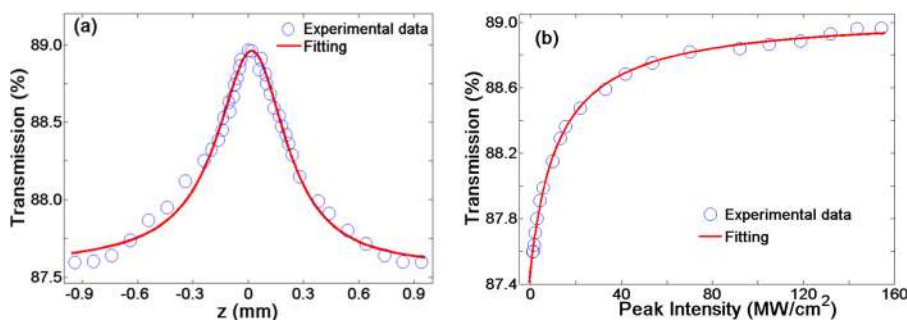 (a)
Experimental data
Fitting
89.0
88.5
88.0
87.5
Transmission (%)
-0.9 -0.6 -0.3 0 0.3 0.6 0.9
z (mm)
(b)
89.0
88.6
88.2
87.8
87.4
Transmission (%)
Experimental data
Fitting
0 40 80 120 160
Peak Intensity (MW/cm²)